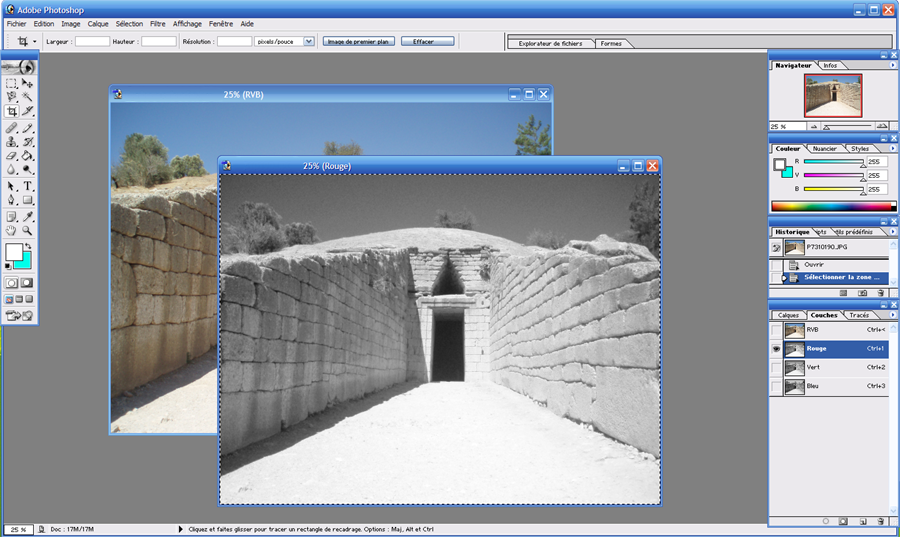 Adobe Photoshop
Fichier Edition Image Calque Sélection Filtre Affichage Fenêtre Aide
Largeur : Hauteur : Résolution : pixels/pouce Image de premier plan Effacer Explorateur de fichiers Formes
Navigateur Infos
25 %
25% (RVB)
25% (Rouge)
Couleur Nuancier Styles
R 255
V 255
B 255
Historique pts tils prédéfinis
P7310190.JPG
Ouvrir
Sélectionner la zone ...
Calques Couches Tracés
RVB Ctrl+<
Rouge Ctrl+1
Vert Ctrl+2
Bleu Ctrl+3
25 % Doc : 17M/17M Cliquez et faites glisser pour tracer un rectangle de recadrage. Options : Maj, Alt et Ctrl